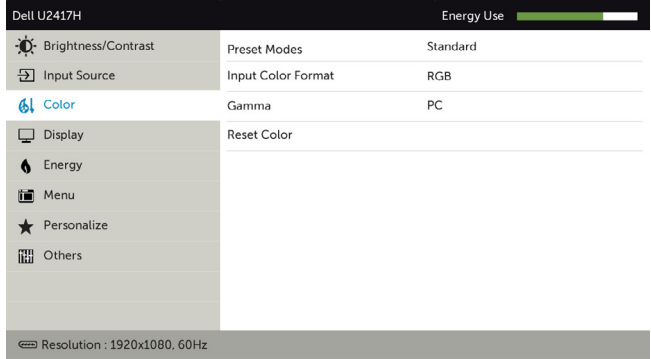 Dell U2417H Energy Use
Brightness/Contrast
Input Source
Color
Display
Energy
Menu
Personalize
Others
Preset Modes Standard
Input Color Format RGB
Gamma PC
Reset Color
Resolution : 1920x1080, 60Hz